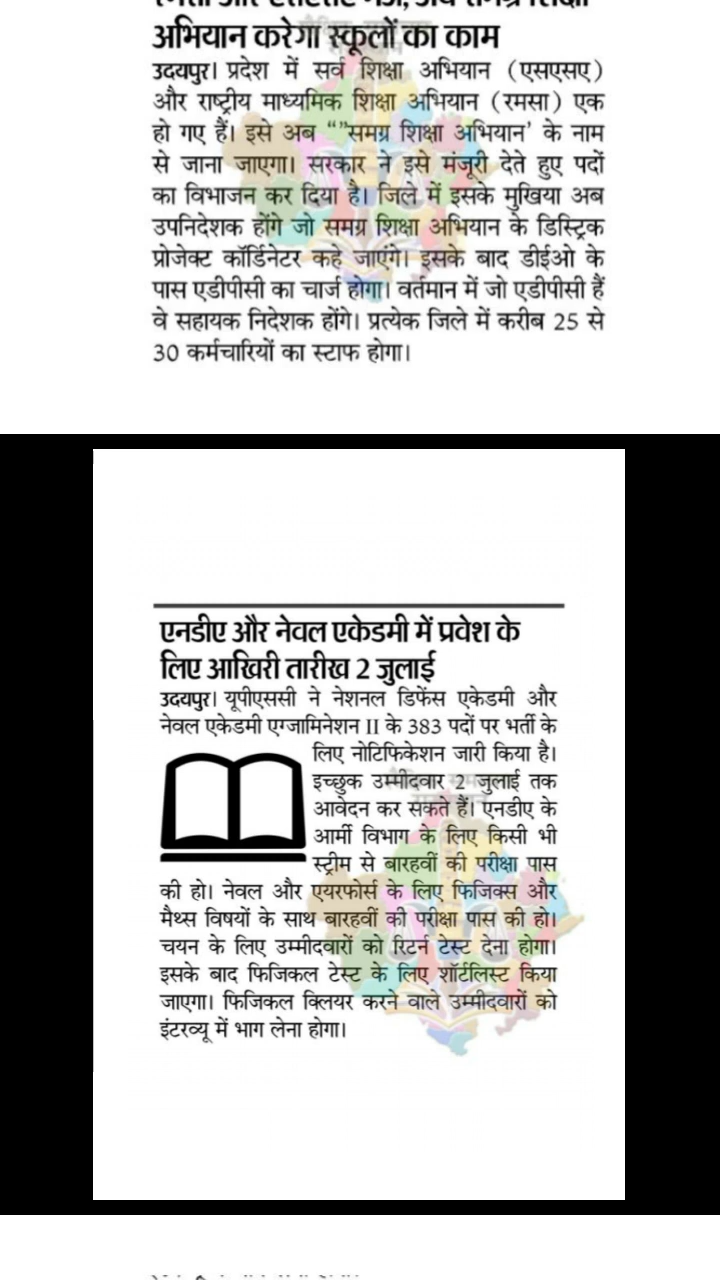 अभियान करेगा स्कूलों का काम
उदयपुर। प्रदेश में सर्व शिक्षा अभियान (एसएसए)
और राष्ट्रीय माध्यमिक शिक्षा अभियान (रमसा) एक
हो गए हैं। इसे अब “”समग्र शिक्षा अभियान’ के नाम
से जाना जाएगा। सरकार ने इसे मंजूरी देते हुए पदों
का विभाजन कर दिया है। जिले में इसके मुखिया अब
उपनिदेशक होंगे जो समग्र शिक्षा अभियान के डिस्ट्रिक
प्रोजेक्ट कॉर्डिनेटर कहे जाएंगे। इसके बाद डीईओ के
पास एडीपीसी का चार्ज होगा। वर्तमान में जो एडीपीसी हैं
वे सहायक निदेशक होंगे। प्रत्येक जिले में करीब 25 से
30 कर्मचारियों का स्टाफ होगा।
एनडीए और नेवल एकेडमी में प्रवेश के
लिए आखिरी तारीख 2 जुलाई
उदयपुर। यूपीएससी ने नेशनल डिफेंस एकेडमी और
नेवल एकेडमी एग्जामिनेशन II के 383 पदों पर भर्ती के
लिए नोटिफिकेशन जारी किया है।
इच्छुक उम्मीदवार 2 जुलाई तक
आवेदन कर सकते हैं। एनडीए के
आर्मी विभाग के लिए किसी भी
स्ट्रीम से बारहवीं की परीक्षा पास
की हो। नेवल और एयरफोर्स के लिए फिजिक्स और
मैथ्स विषयों के साथ बारहवीं की परीक्षा पास की हो।
चयन के लिए उम्मीदवारों को रिटर्न टेस्ट देना होगा।
इसके बाद फिजिकल टेस्ट के लिए शॉर्टलिस्ट किया
जाएगा। फिजिकल क्लियर करने वाले उम्मीदवारों को
इंटरव्यू में भाग लेना होगा।